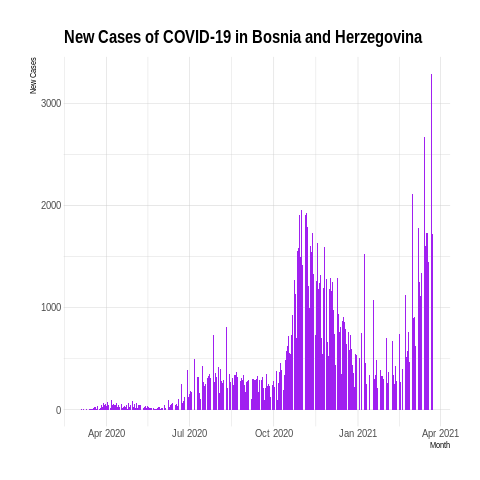 New Cases of COVID-19 in Bosnia and Herzegovina
New Cases
3000
2000
1000
0
Apr 2020
Jul 2020
Oct 2020
Jan 2021
Apr 2021
Month